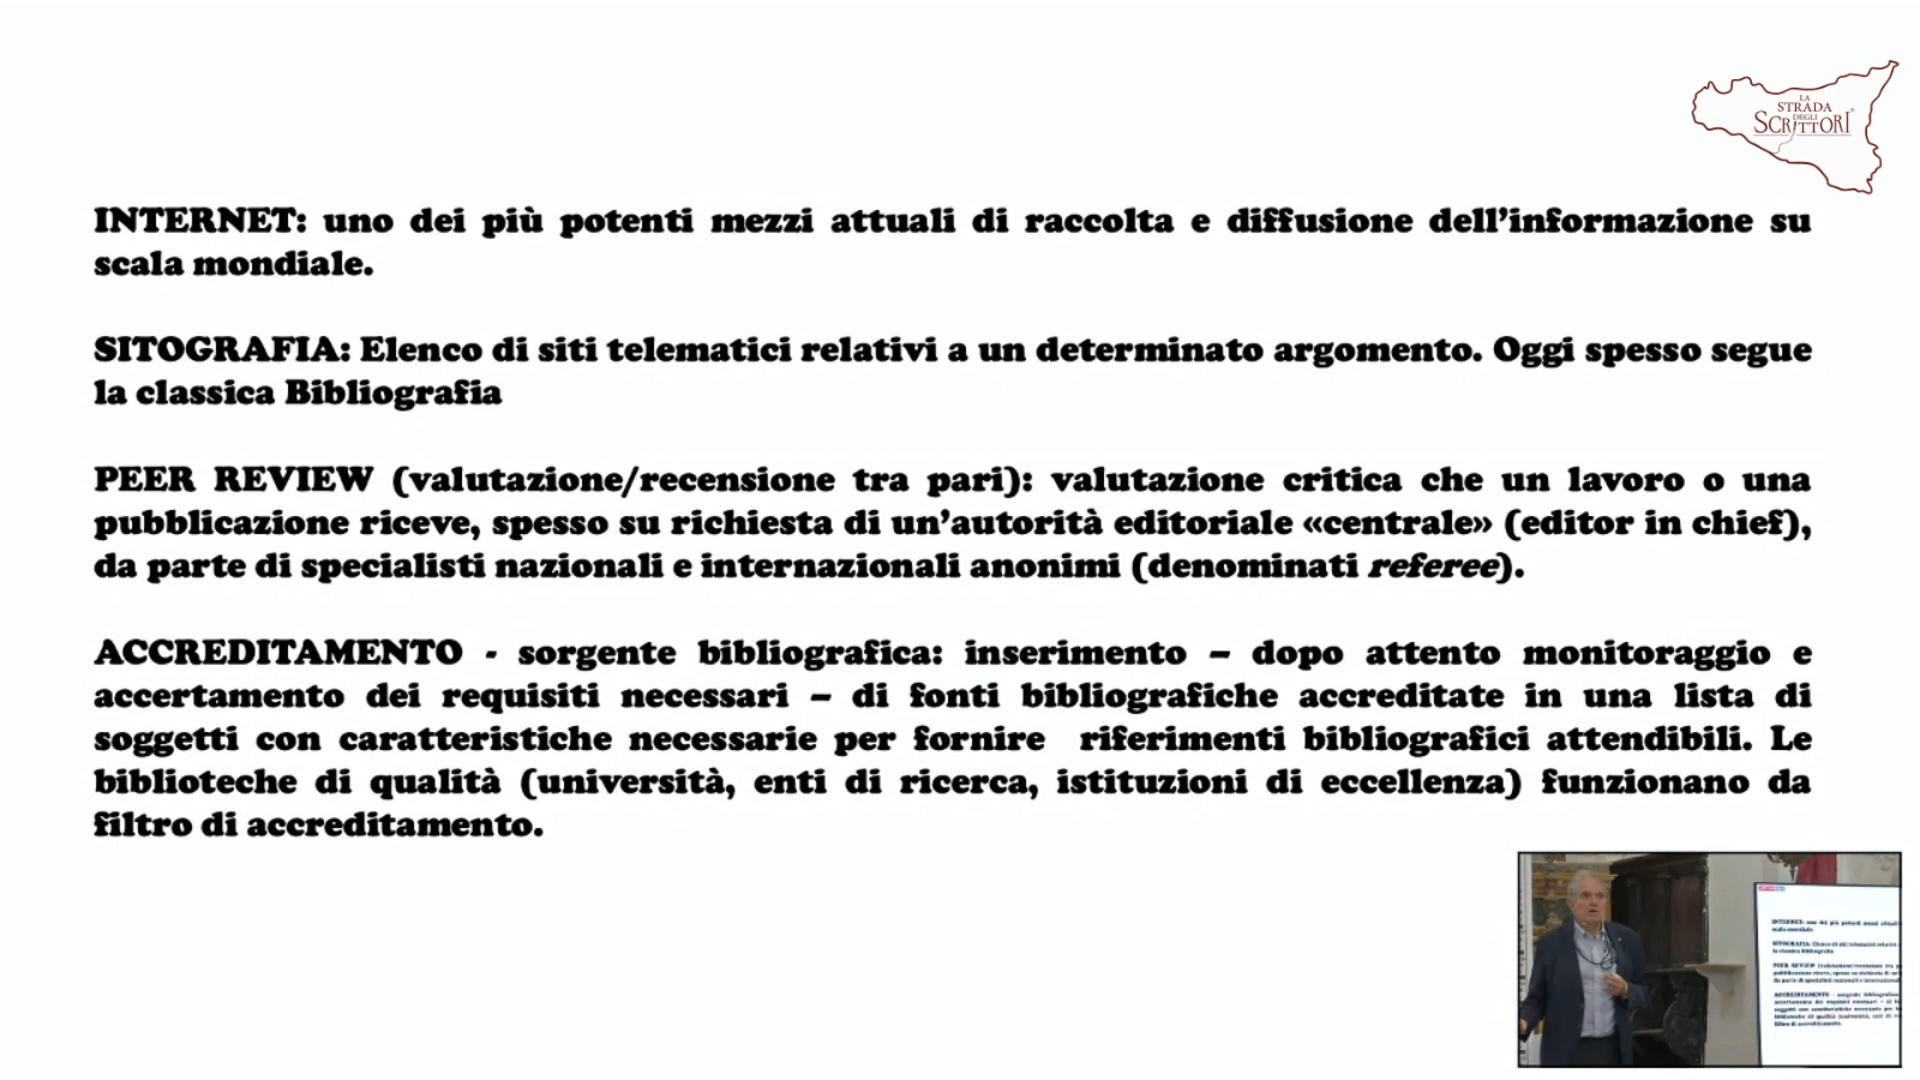 LA
STRADA
DEGLI
SCRITTORI
INTERNET: uno dei più potenti mezzi attuali di raccolta e diffusione dell’informazione su
scala mondiale.
SITOGRAFIA: Elenco di siti telematici relativi a un determinato argomento. Oggi spesso segue
la classica Bibliografia
PEER REVIEW (valutazione/recensione tra pari): valutazione critica che un lavoro o una
pubblicazione riceve, spesso su richiesta di un’autorità editoriale «centrale» (editor in chief),
da parte di specialisti nazionali e internazionali anonimi (denominati referee).
ACCREDITAMENTO - sorgente bibliografica: inserimento – dopo attento monitoraggio e
accertamento dei requisiti necessari – di fonti bibliografiche accreditate in una lista di
soggetti con caratteristiche necessarie per fornire riferimenti bibliografici attendibili. Le
biblioteche di qualità (università, enti di ricerca, istituzioni di eccellenza) funzionano da
filtro di accreditamento.